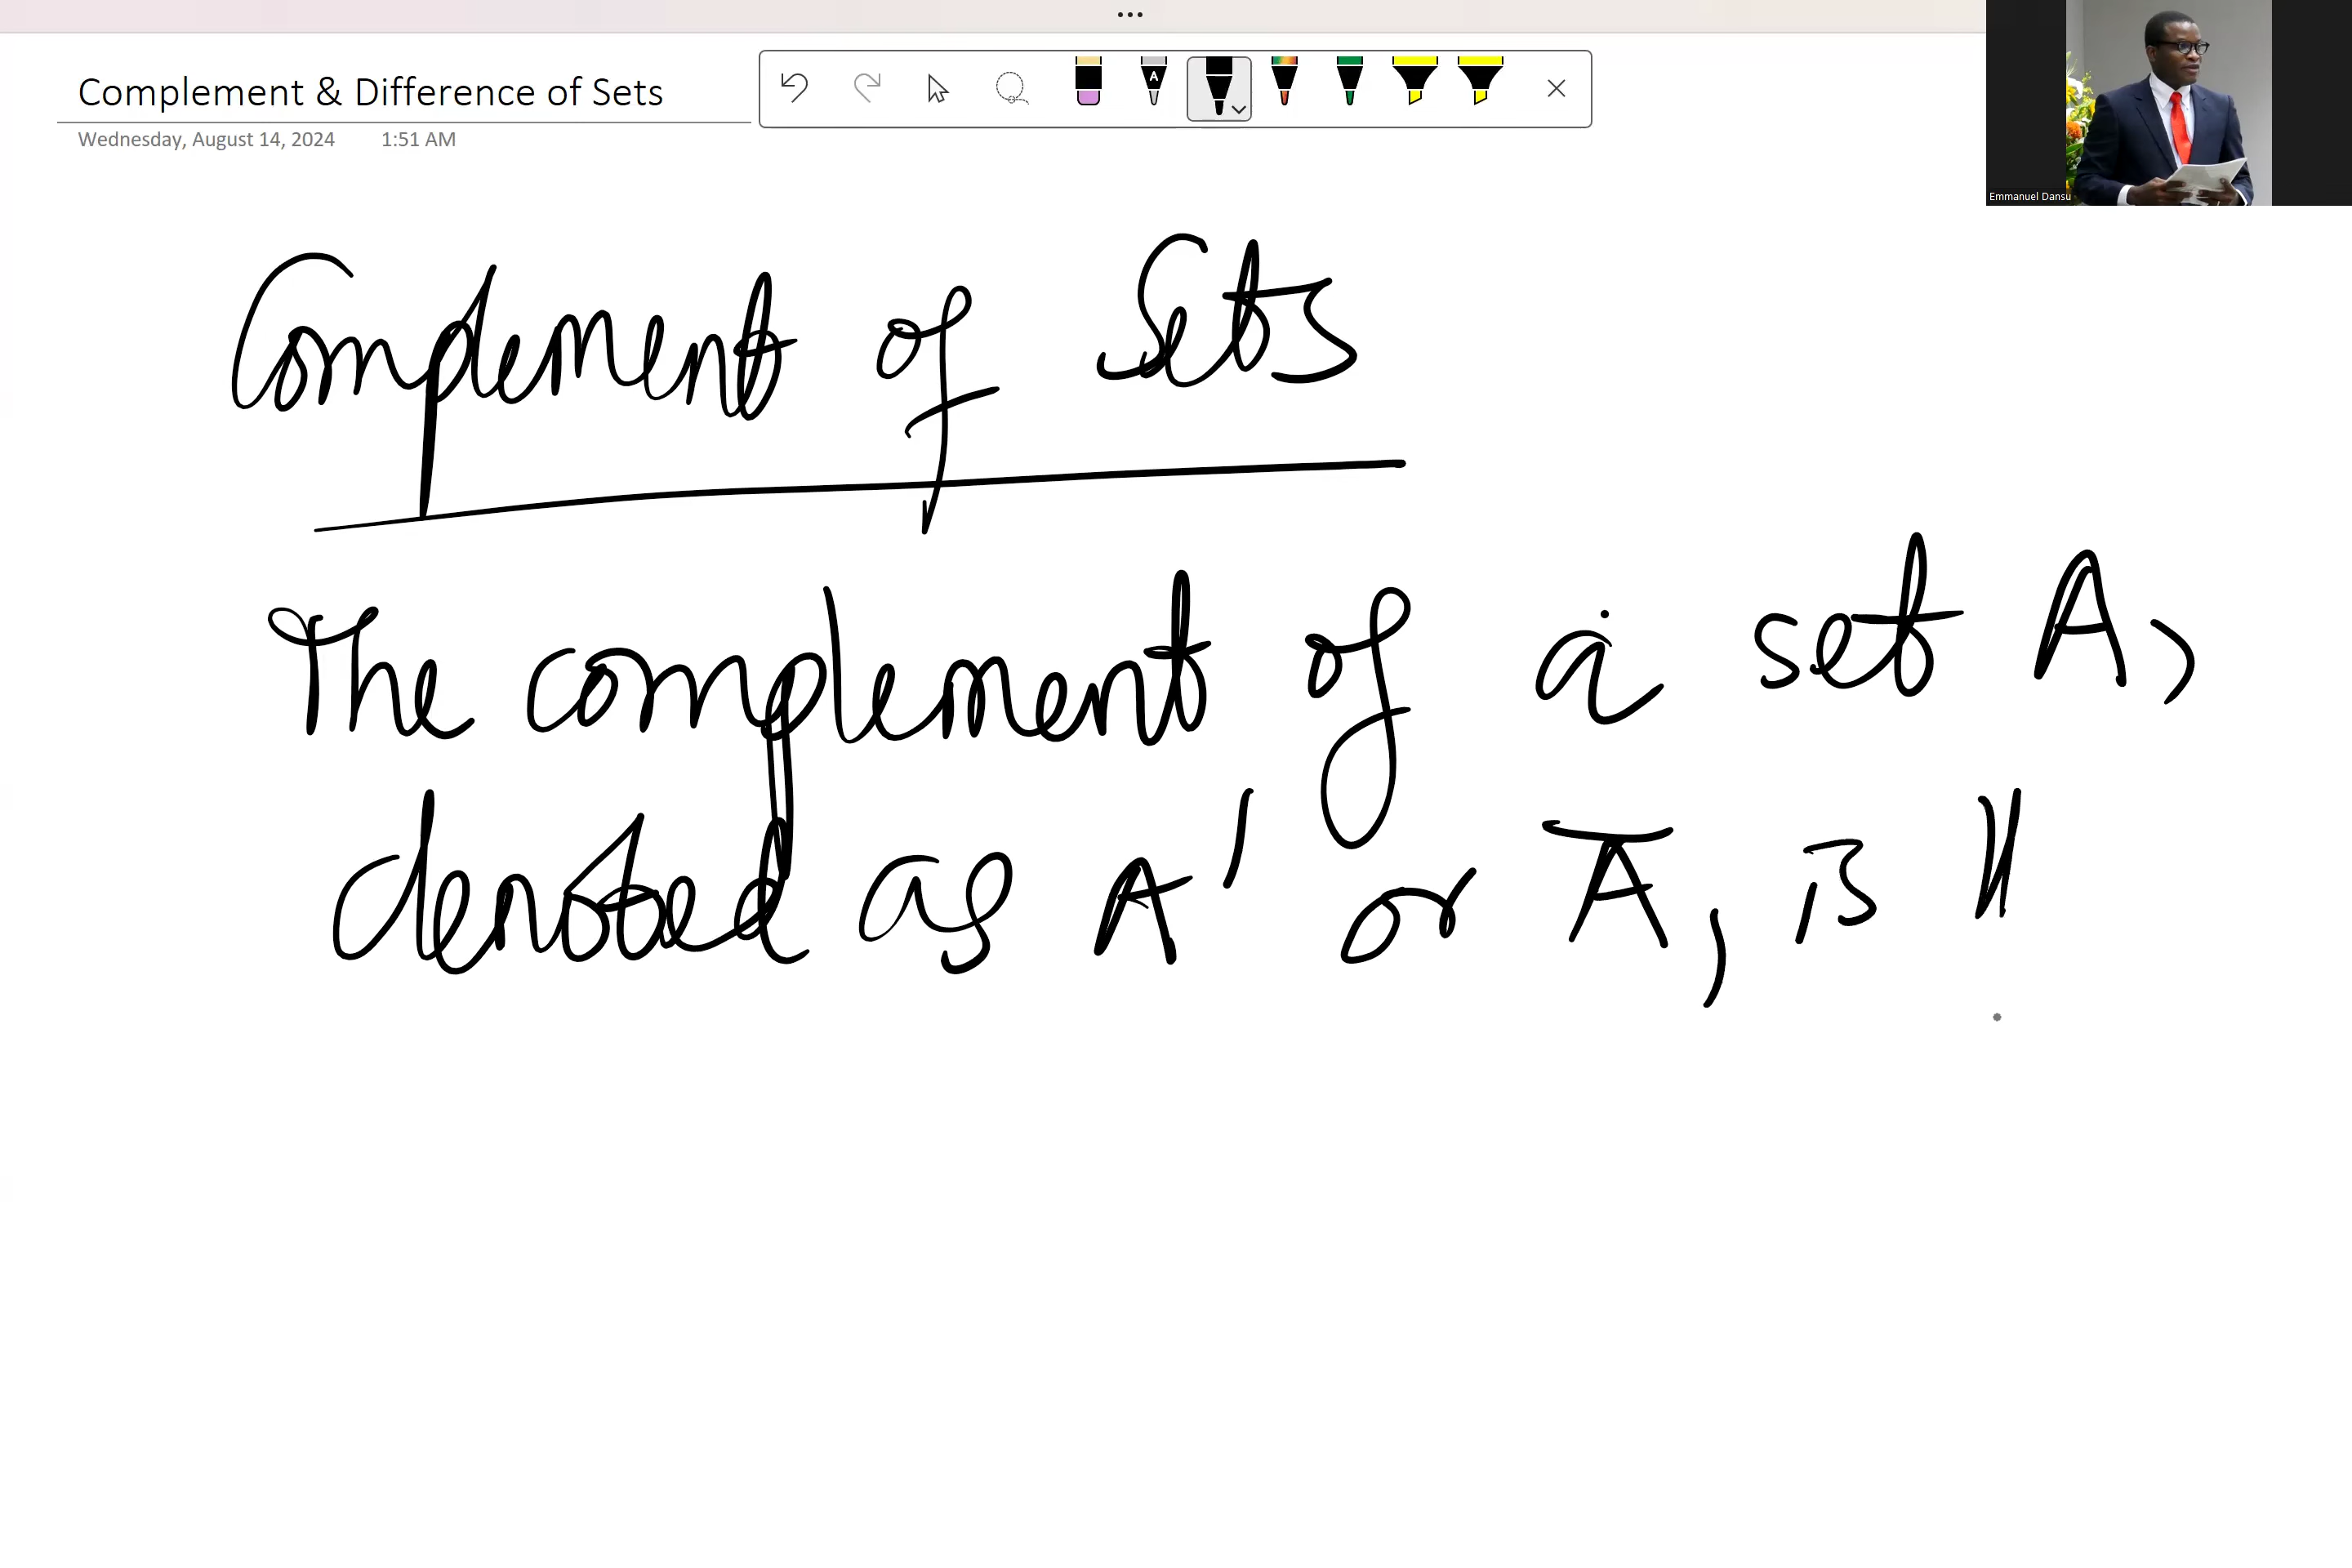 Complement & Difference of Sets
Wednesday, August 14, 2024 1:51 AM
Emmanuel Dansu
Complement of Sets
The complement of a set A,
denoted as A' or A̅, is